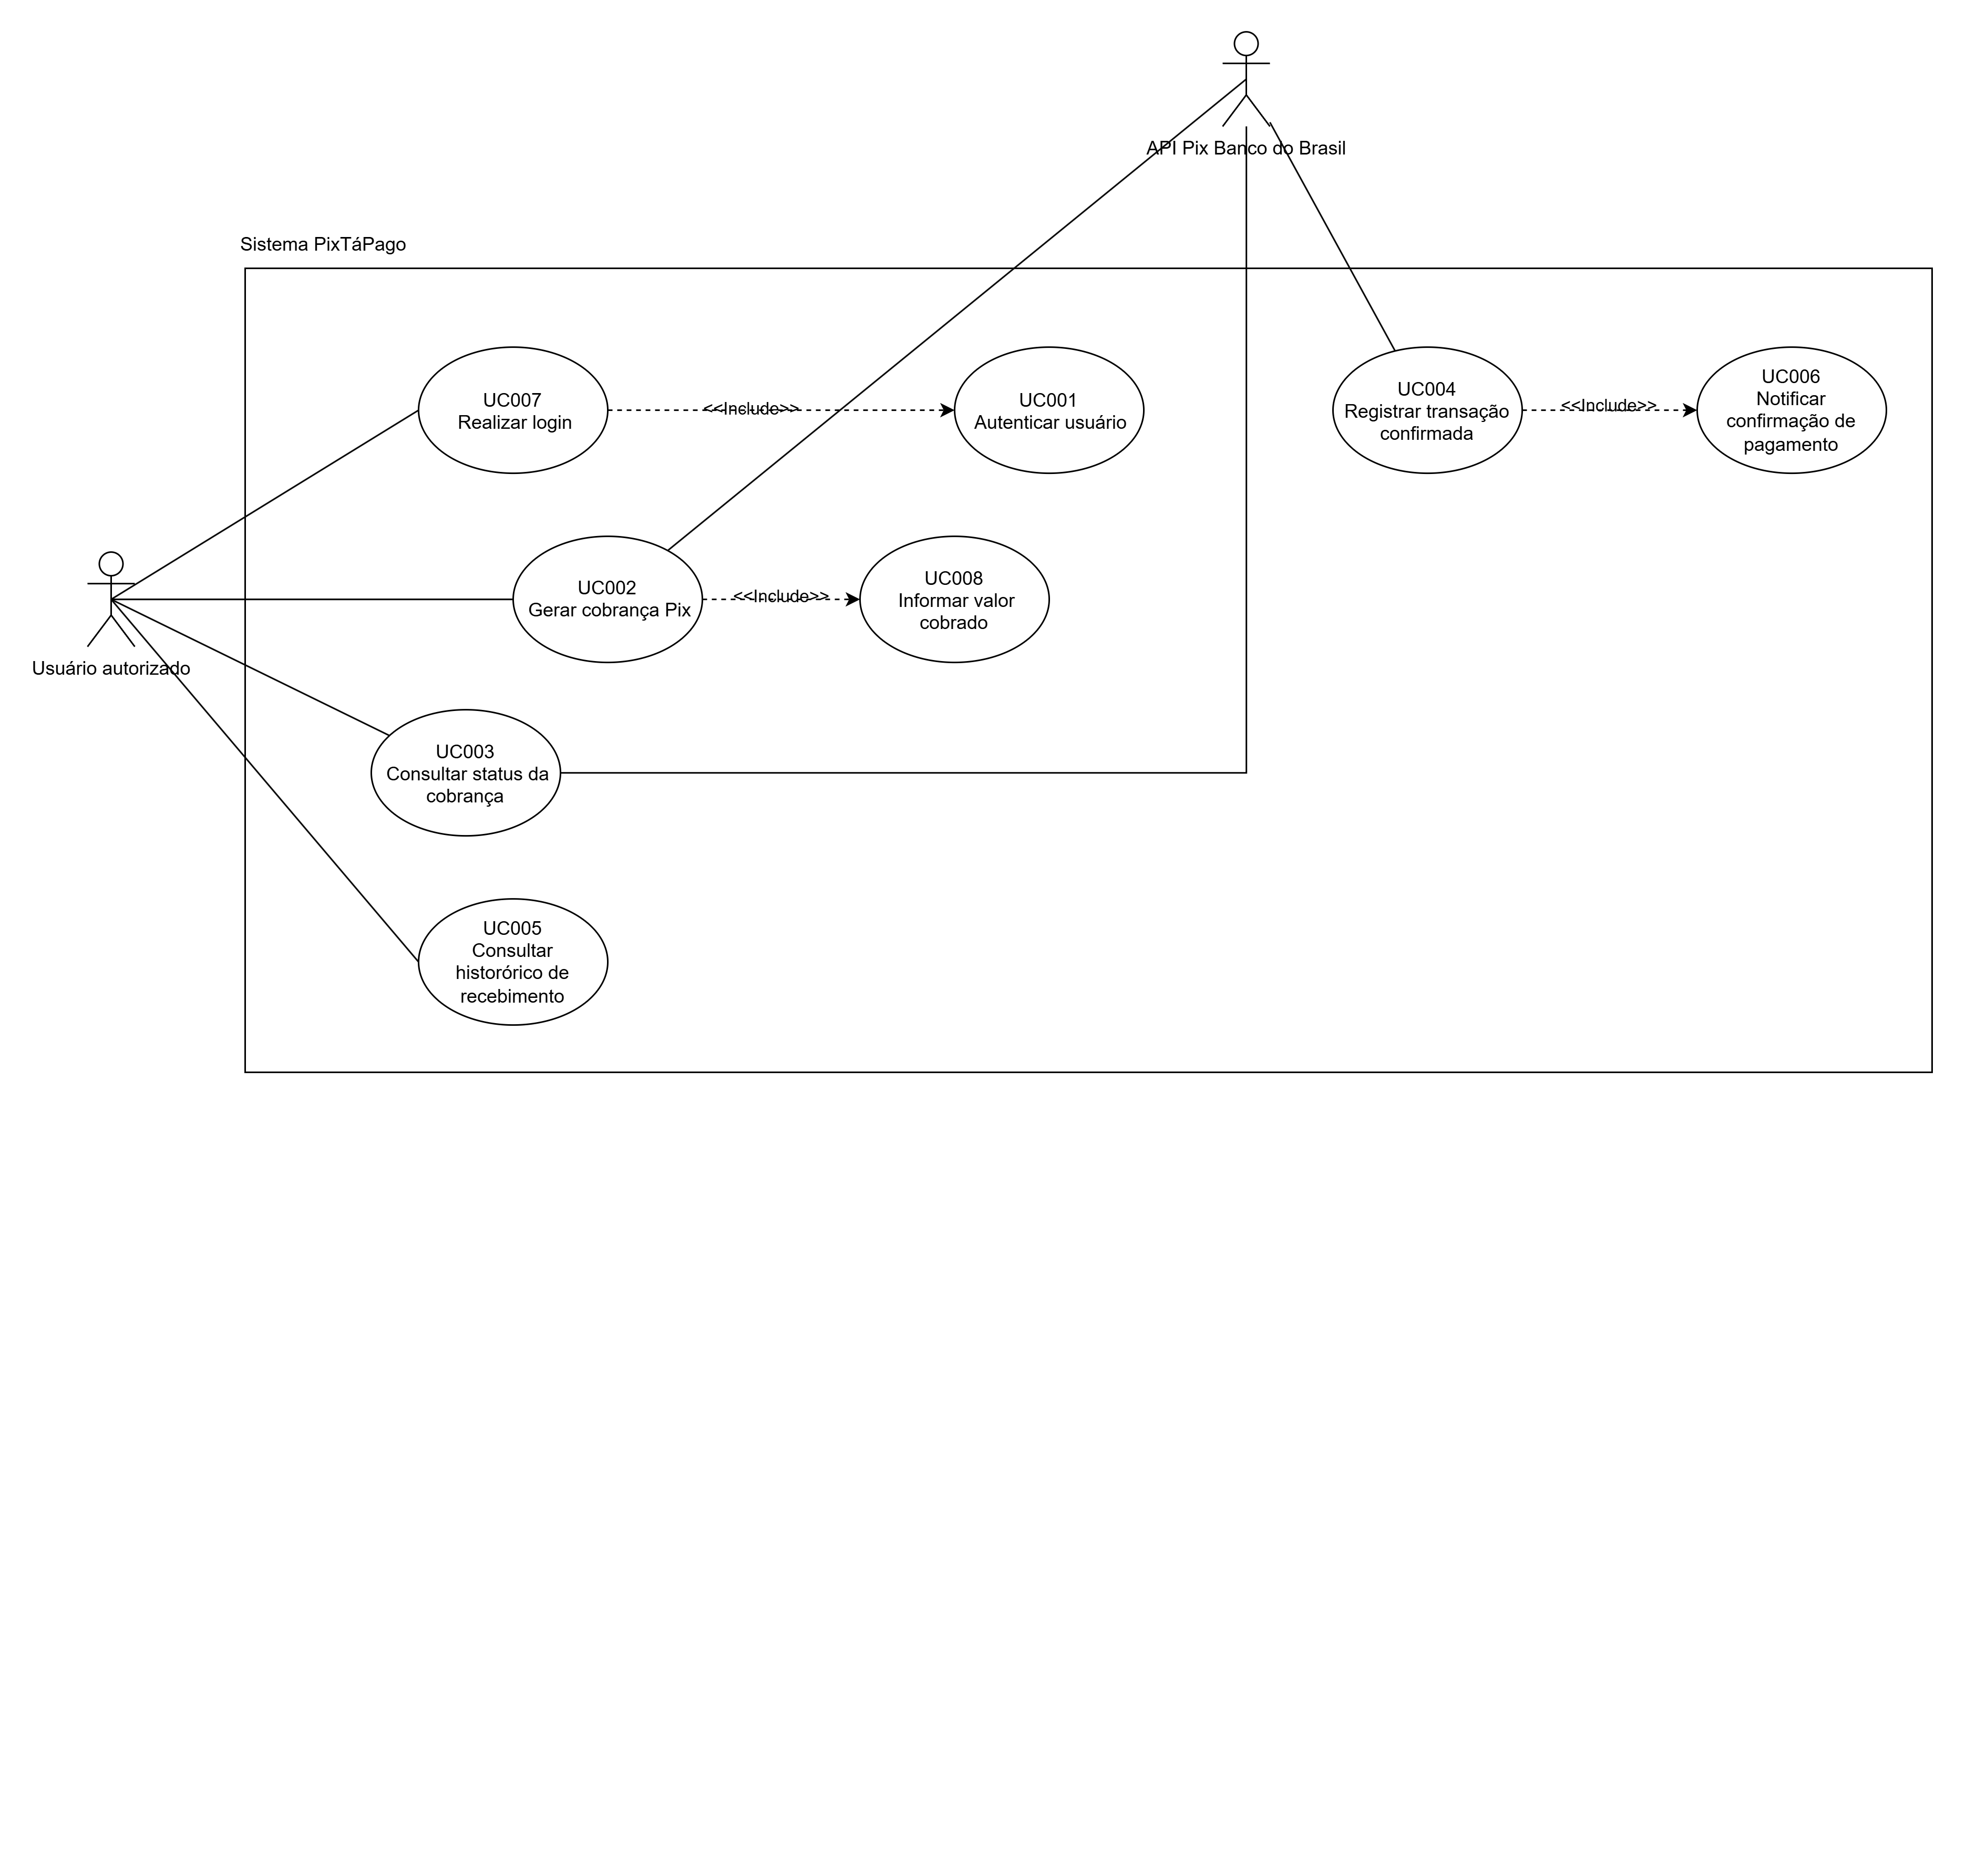 API Pix Banco do Brasil
Sistema PixTáPago
UC007
Realizar login
<<Include>>
UC001
Autenticar usuário
UC004
Registrar transação
confirmada
<<Include>>
UC006
Notificar
confirmação de
pagamento
Usuário autorizado
UC002
Gerar cobrança Pix
<<Include>>
UC008
Informar valor
cobrado
UC003
Consultar status da
cobrança
UC005
Consultar
historórico de
recebimento